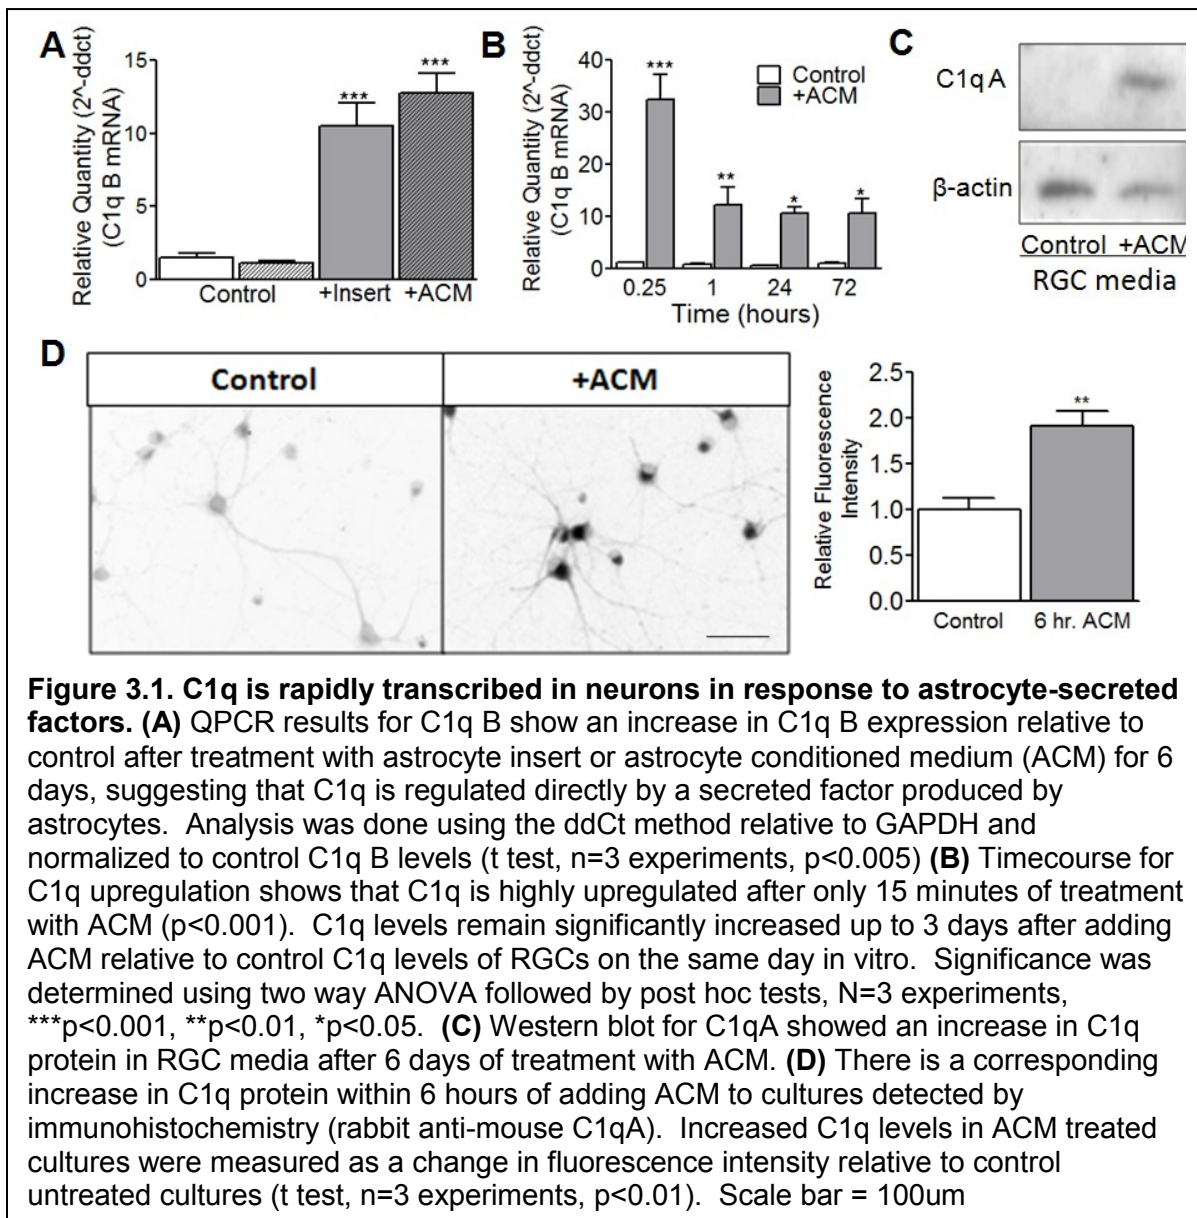 A
Relative Quantity (2^-ddct)
(C1q B mRNA)
15
10
5
0
***
***
Control
+Insert
+ACM
B
Relative Quantity (2^-ddct)
(C1q B mRNA)
40
30
20
10
0
***
**
*
*
Control
+ACM
0.25
1
24
72
Time (hours)
C
C1q A
β-actin
Control +ACM
RGC media
D
Control
+ACM
Relative Fluorescence
Intensity
2.5
2.0
1.5
1.0
0.5
0.0
**
Control
6 hr. ACM
Figure 3.1. C1q is rapidly transcribed in neurons in response to astrocyte-secreted
factors. (A) QPCR results for C1q B show an increase in C1q B expression relative to
control after treatment with astrocyte insert or astrocyte conditioned medium (ACM) for 6
days, suggesting that C1q is regulated directly by a secreted factor produced by
astrocytes. Analysis was done using the ddCt method relative to GAPDH and
normalized to control C1q B levels (t test, n=3 experiments, p<0.005) (B) Timecourse for
C1q upregulation shows that C1q is highly upregulated after only 15 minutes of treatment
with ACM (p<0.001). C1q levels remain significantly increased up to 3 days after adding
ACM relative to control C1q levels of RGCs on the same day in vitro. Significance was
determined using two way ANOVA followed by post hoc tests, N=3 experiments,
***p<0.001, **p<0.01, *p<0.05. (C) Western blot for C1qA showed an increase in C1q
protein in RGC media after 6 days of treatment with ACM. (D) There is a corresponding
increase in C1q protein within 6 hours of adding ACM to cultures detected by
immunohistochemistry (rabbit anti-mouse C1qA). Increased C1q levels in ACM treated
cultures were measured as a change in fluorescence intensity relative to control
untreated cultures (t test, n=3 experiments, p<0.01). Scale bar = 100um